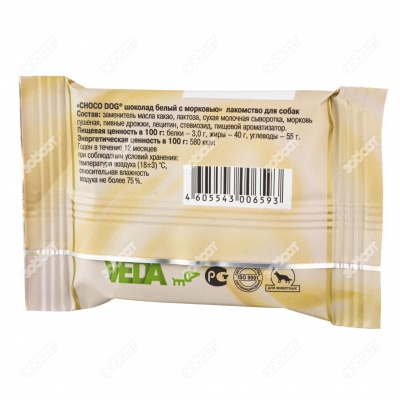 «CHOCO DOG® шоколад белый с морковью» лакомство для собак
Состав: заменитель масла какао, лактоза, сухая молочная сыворотка, морковь
сушеная, пивные дрожжи, лецитин, стевиозид, пищевой ароматизатор.
Пищевая ценность в 100 г: белки – 3,0 г, жиры – 40 г, углеводы – 55 г.
Энергетическая ценность в 100 г: 580 ккал
Годен в течение 12 месяцев
при соблюдении условий хранения:
температура воздуха (18±3) °С,
относительная влажность
воздуха не более 75 %.
4 605543 006593
VEDA
ISO 9001
для животных